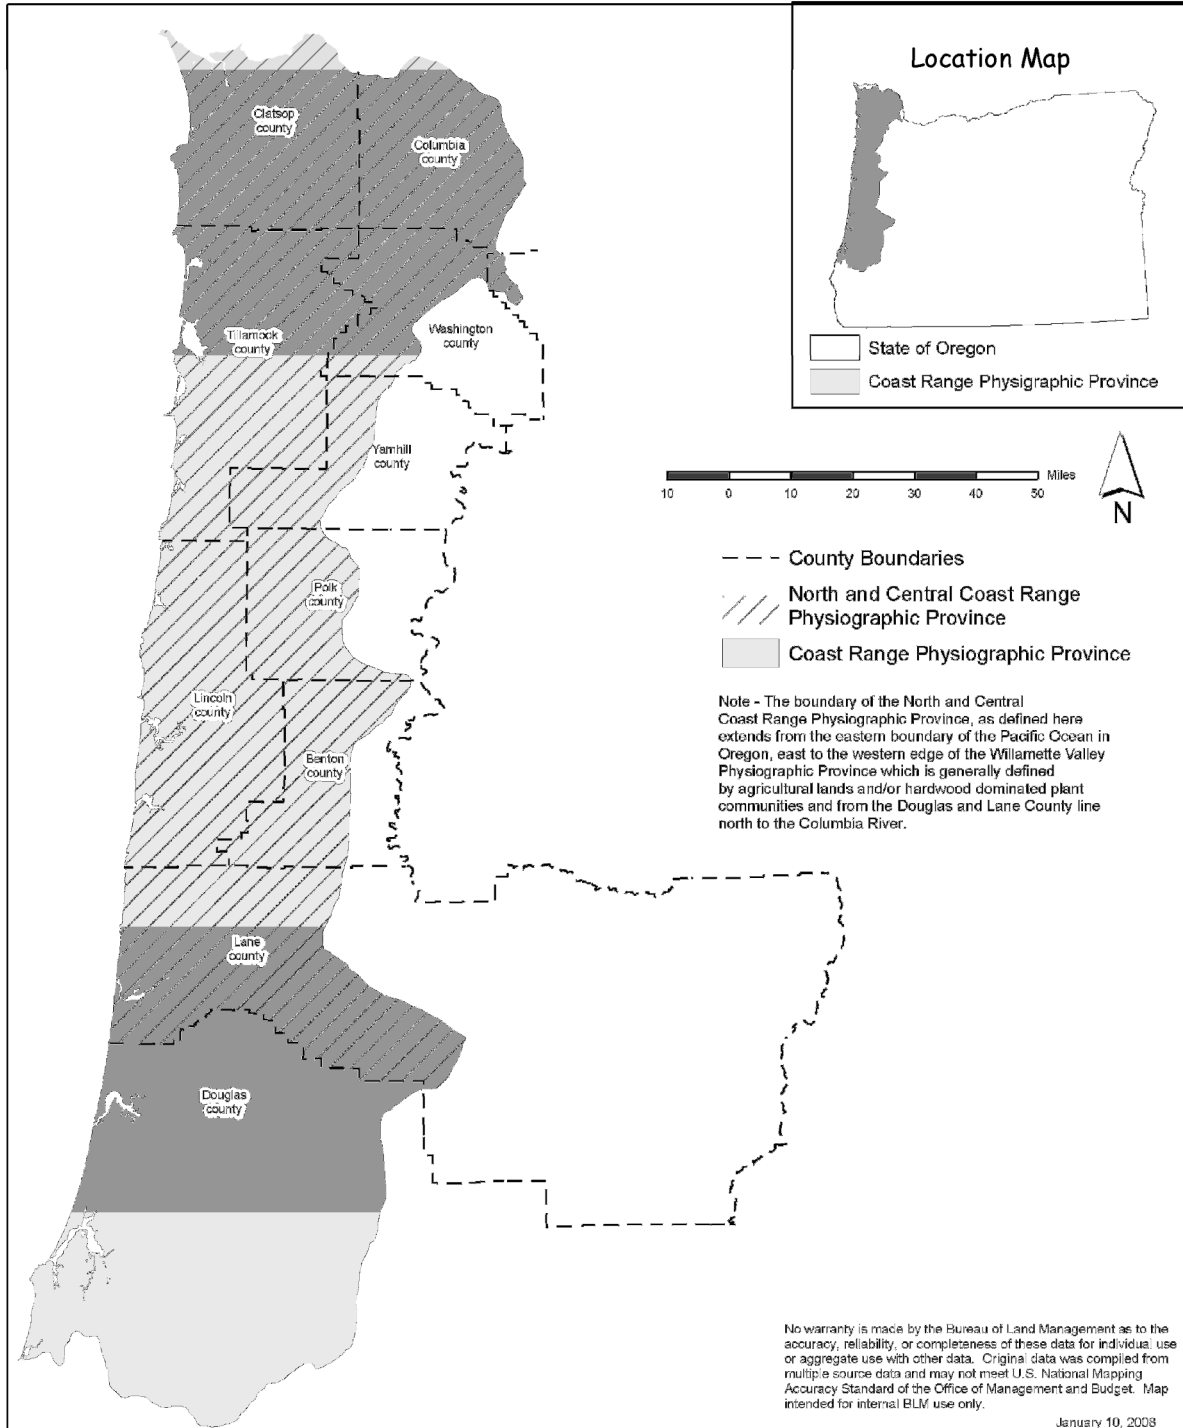 Location Map
State of Oregon
Coast Range Physigraphic Province
Clatsop
county
Columbia
county
Tillamook
county
Washington
county
Yamhill
county
Polk
county
Lincoln
county
Benton
county
Lane
county
Douglas
county
10 0 10 20 30 40 50 Miles
N
County Boundaries
North and Central Coast Range
Physiographic Province
Coast Range Physiographic Province
Note - The boundary of the North and Central
Coast Range Physiographic Province, as defined here
extends from the eastern boundary of the Pacific Ocean in
Oregon, east to the western edge of the Willamette Valley
Physiographic Province which is generally defined
by agricultural lands and/or hardwood dominated plant
communities and from the Douglas and Lane County line
north to the Columbia River.
No warranty is made by the Bureau of Land Management as to the
accuracy, reliability, or completeness of these data for individual use
or aggregate use with other data. Original data was compiled from
multiple source data and may not meet U.S. National Mapping
Accuracy Standard of the Office of Management and Budget. Map
intended for internal BLM use only.
January 10, 2008